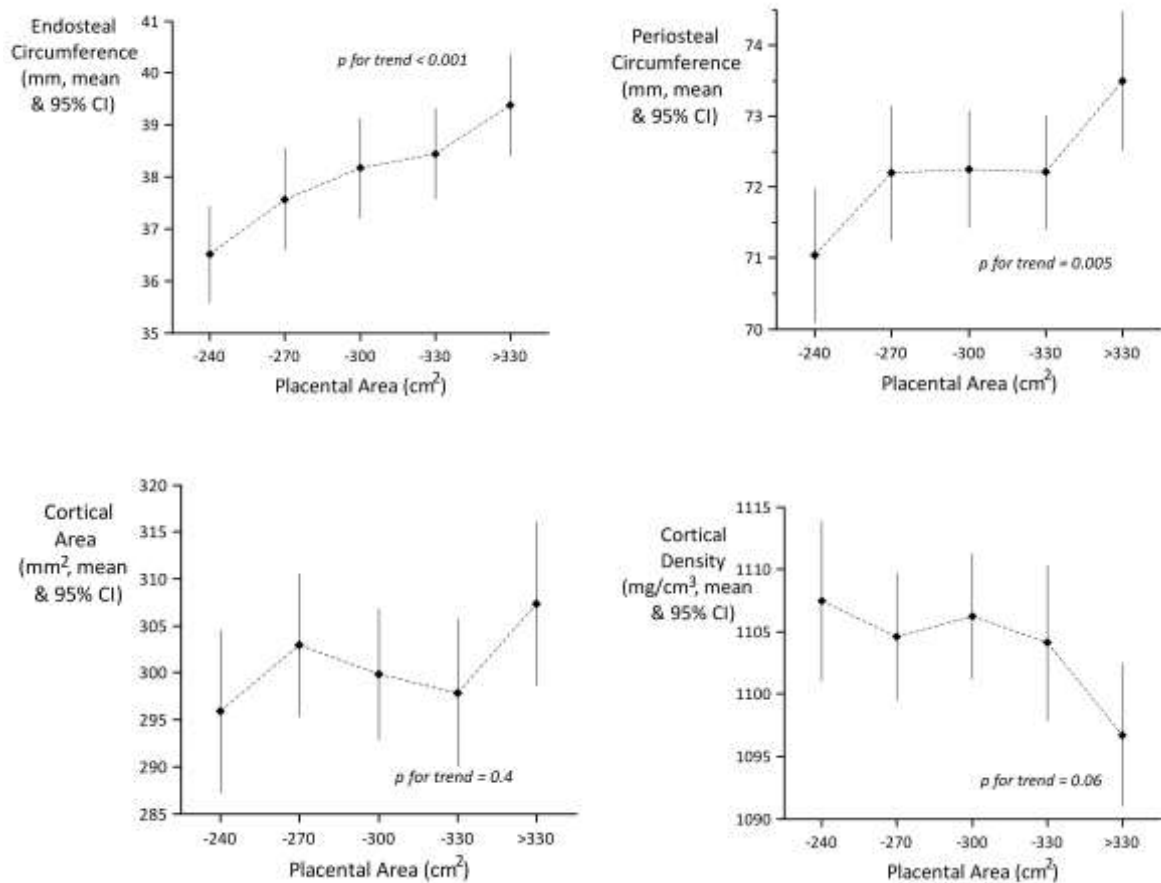 Endosteal
Circumference
(mm, mean
& 95% CI)
41
40
39
38
37
36
35
p for trend < 0.001
-240 -270 -300 -330 >330
Placental Area (cm²)
Periosteal
Circumference
(mm, mean
& 95% CI)
74
73
72
71
70
p for trend = 0.005
-240 -270 -300 -330 >330
Placental Area (cm²)
Cortical
Area
(mm², mean
& 95% CI)
320
315
310
305
300
295
290
285
p for trend = 0.4
-240 -270 -300 -330 >330
Placental Area (cm²)
Cortical
Density
(mg/cm³, mean
& 95% CI)
1115
1110
1105
1100
1095
1090
p for trend = 0.06
-240 -270 -300 -330 >330
Placental Area (cm²)